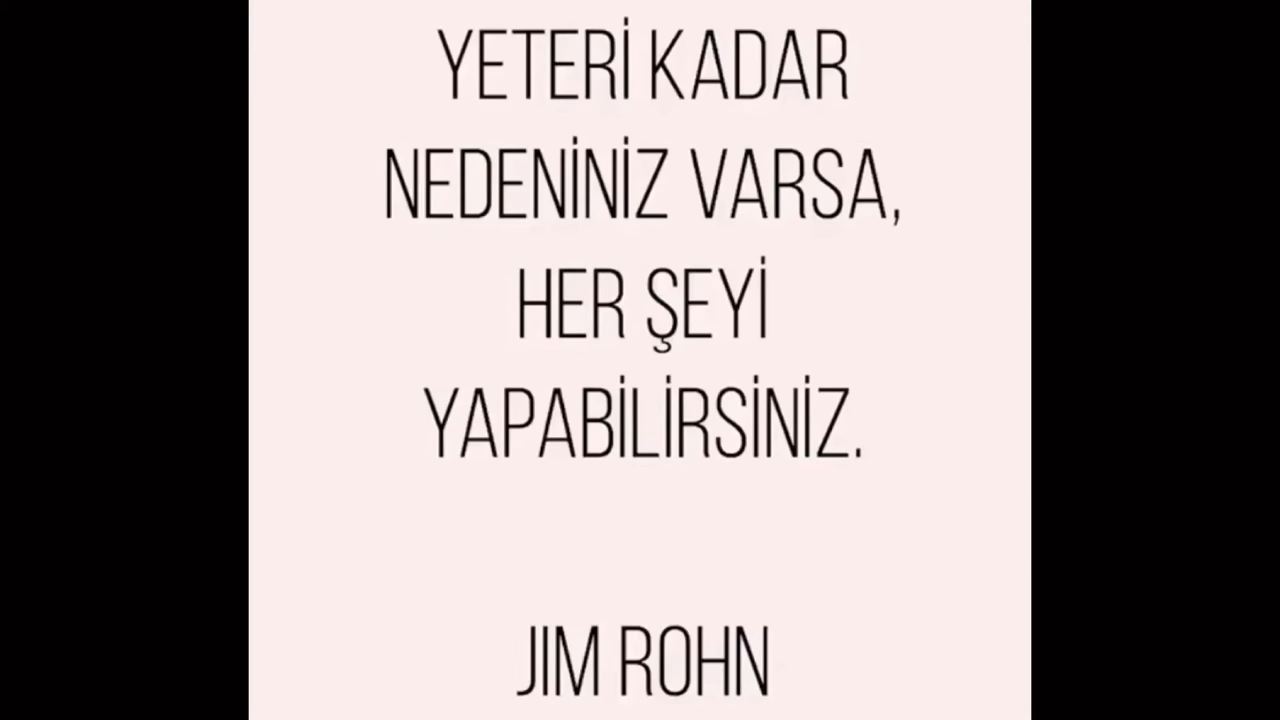 YETERİ KADAR
NEDENİNİZ VARSA,
HER ŞEYİ
YAPABİLİRSİNİZ.
JIM ROHN